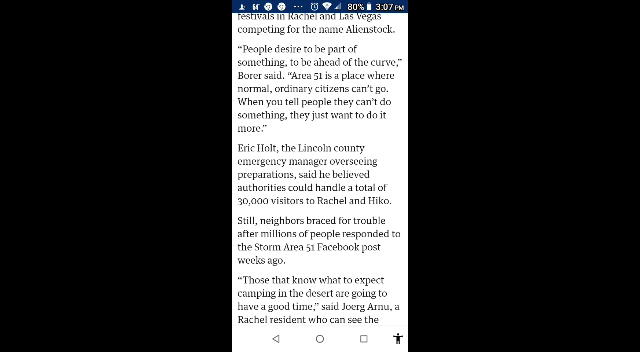 80% 3:07 PM
festivals in Rachel and Las Vegas
competing for the name Alienstock.
“People desire to be part of
something, to be ahead of the curve,”
Borer said. “Area 51 is a place where
normal, ordinary citizens can’t go.
When you tell people they can’t do
something, they just want to do it
more.”
Eric Holt, the Lincoln county
emergency manager overseeing
preparations, said he believed
authorities could handle a total of
30,000 visitors to Rachel and Hiko.
Still, neighbors braced for trouble
after millions of people responded to
the Storm Area 51 Facebook post
weeks ago.
“Those that know what to expect
camping in the desert are going to
have a good time,” said Joerg Arnu, a
Rachel resident who can see the